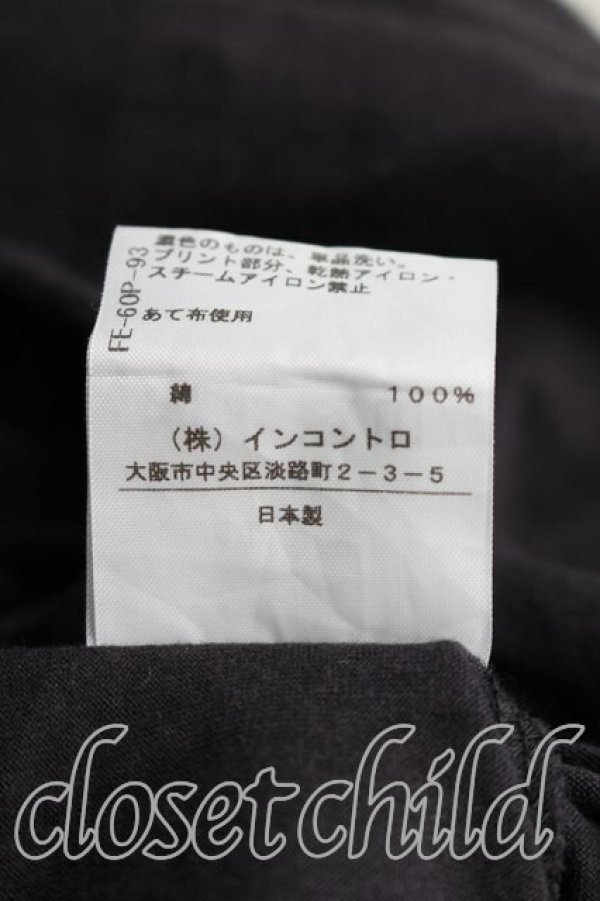 濃色のものは、単品洗い。
プリント部分、乾熱アイロン・
スチームアイロン禁止
FE-60P-93
あて布使用
綿 100%
(株)インコントロ
大阪市中央区淡路町2-3-5
日本製
closetchild